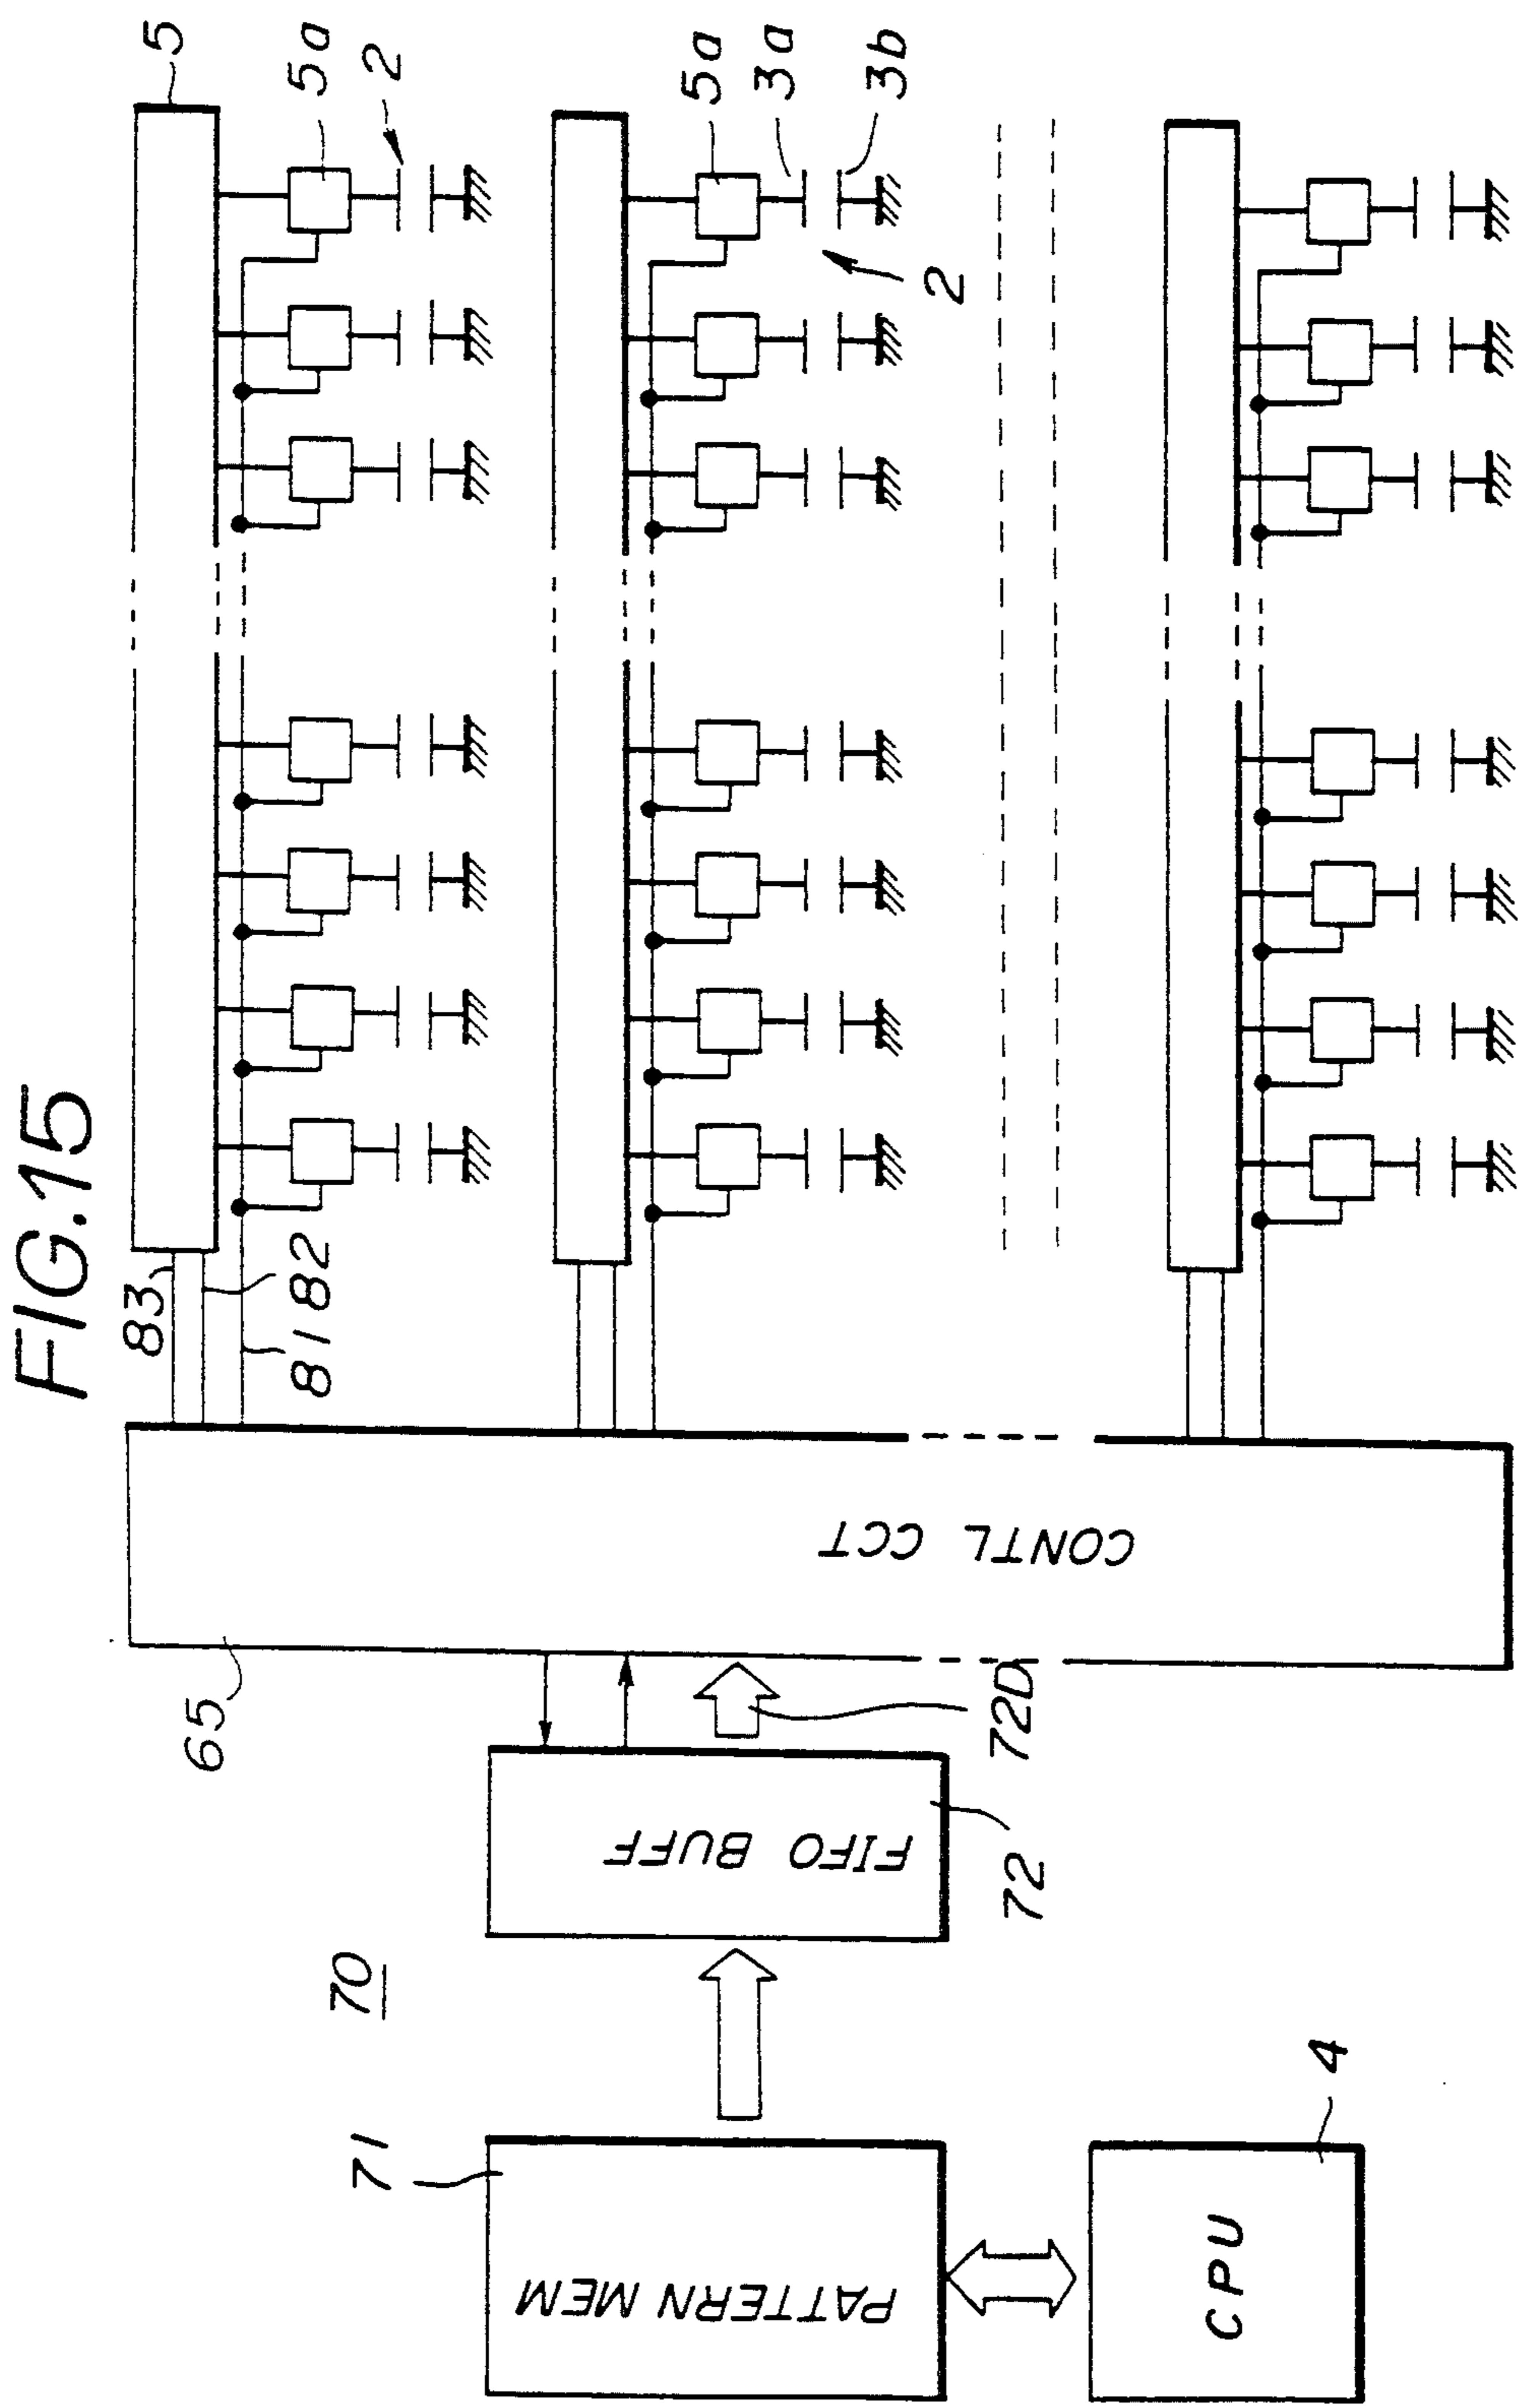 FIG.15
5
5a
2
83
82
81
5a
3a
3b
2
65
CONTL CCT
72D
FIFO BUFF
72
70
71
PATTERN MEM
4
CPU